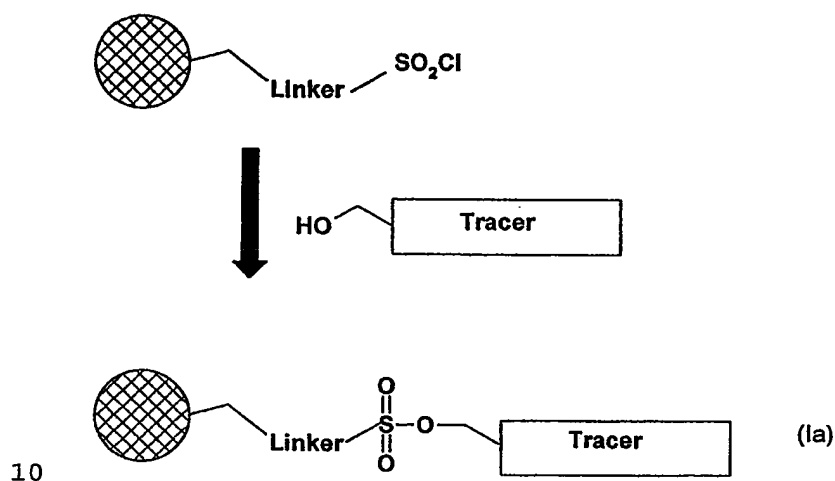 SO2Cl
Linker
HO
Tracer
O
S
O
O
Linker
Tracer
(Ia)
10